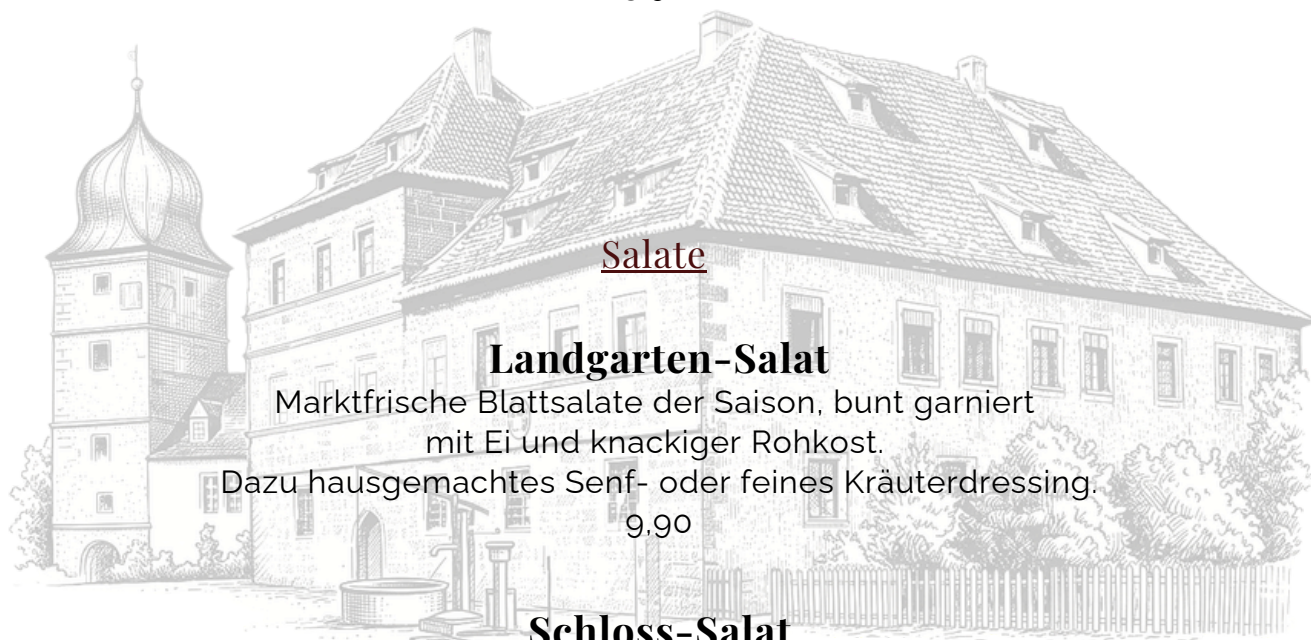 Salate
Landgarten-Salat
Marktfrische Blattsalate der Saison, bunt garniert
mit Ei und knackiger Rohkost.
Dazu hausgemachtes Senf- oder feines Kräuterdressing.
9,90
Schloss-Salat